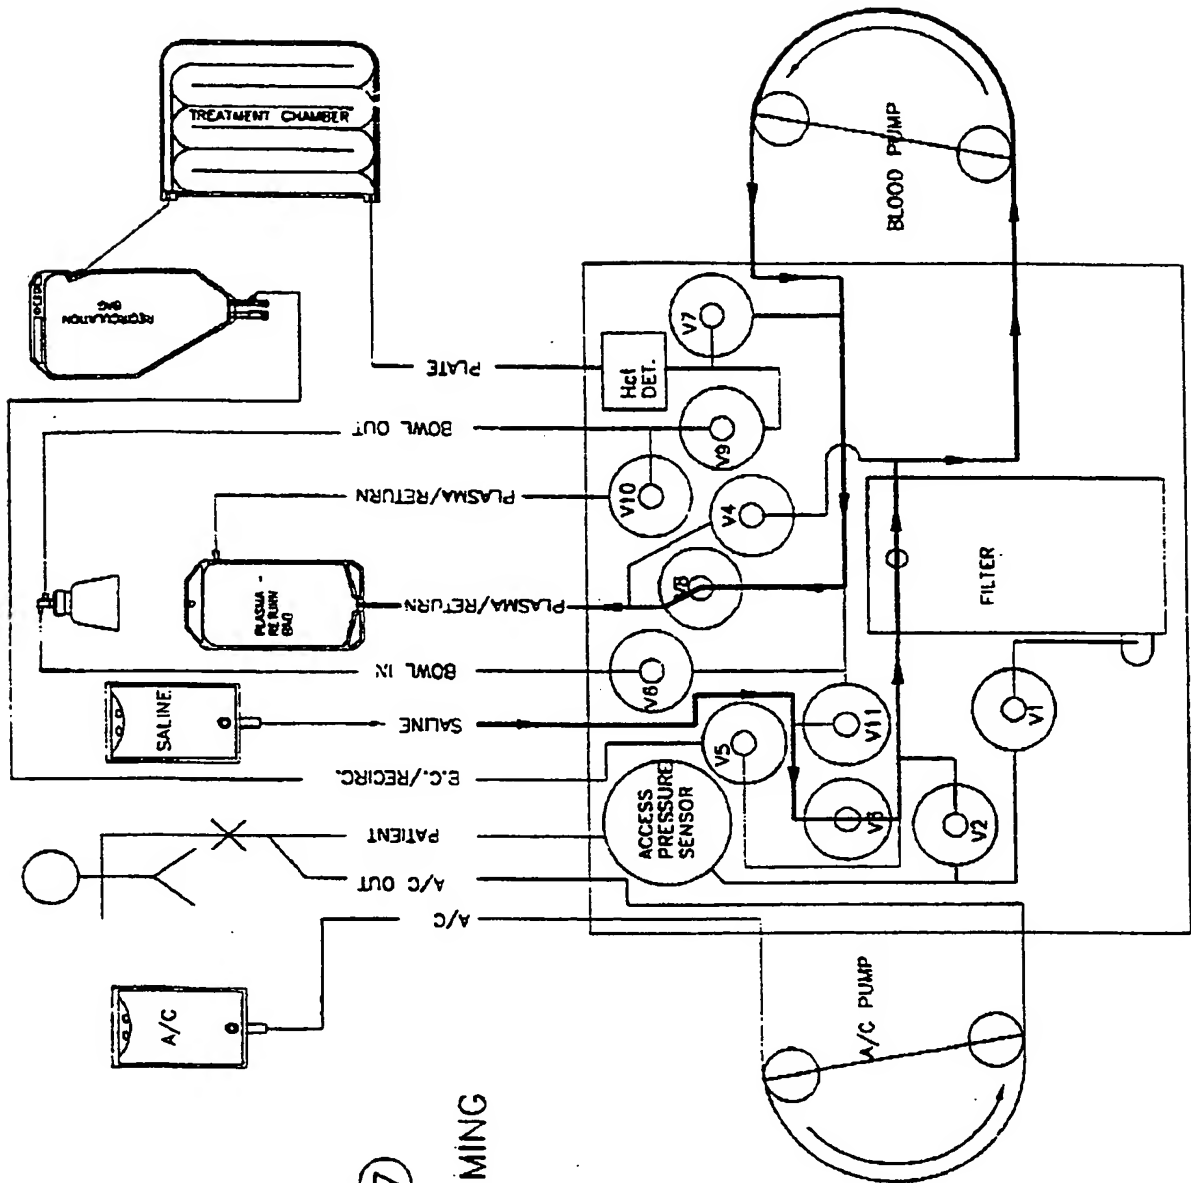 TREATMENT CHAMBER
RECIRCULATION
BAG
PLATE
BOWL OUT
PLASMA/RETURN
PLASMA/RETURN
PLASMA -
RETURN
BAG
BOWL IN
SALINE
SALINE
E.C./RECIRC.
PATIENT
A/C OUT
A/C
A/C
Hct
DET.
V7
V9
V10
V4
V8
V6
V5
V11
V3
V2
V1
ACCESS
PRESSURE
SENSOR
FILTER
BLOOD PUMP
A/C PUMP
7
MING